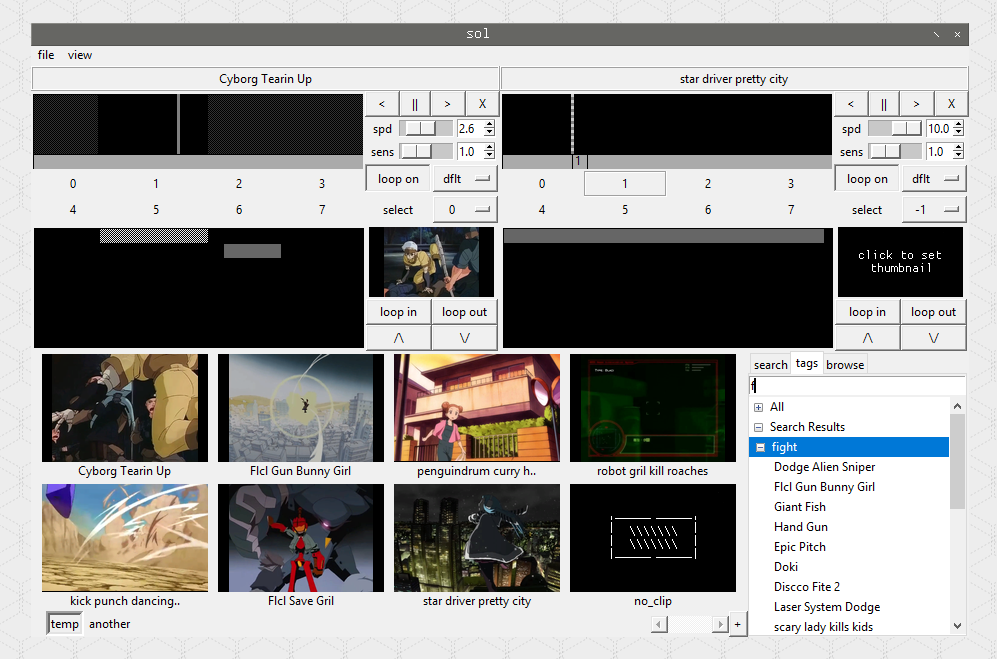 sol
file view
Cyborg Tearin Up
< || > X
spd 2.6
sens 1.0
loop on dflt
0 1 2 3
4 5 6 7
select 0
loop in loop out
/\ \/
star driver pretty city
< || > X
spd 10.0
sens 1.0
1
loop on dflt
0 1 2 3
4 5 6 7
select -1
click to set
thumbnail
loop in loop out
/\ \/
Cyborg Tearin Up
Flcl Gun Bunny Girl
penguindrum curry h..
robot gril kill roaches
kick punch dancing..
Flcl Save Gril
star driver pretty city
no_clip
temp another
< > +
search tags browse
f
All
Search Results
fight
Dodge Alien Sniper
Flcl Gun Bunny Girl
Giant Fish
Hand Gun
Epic Pitch
Doki
Discco Fite 2
Laser System Dodge
scary lady kills kids